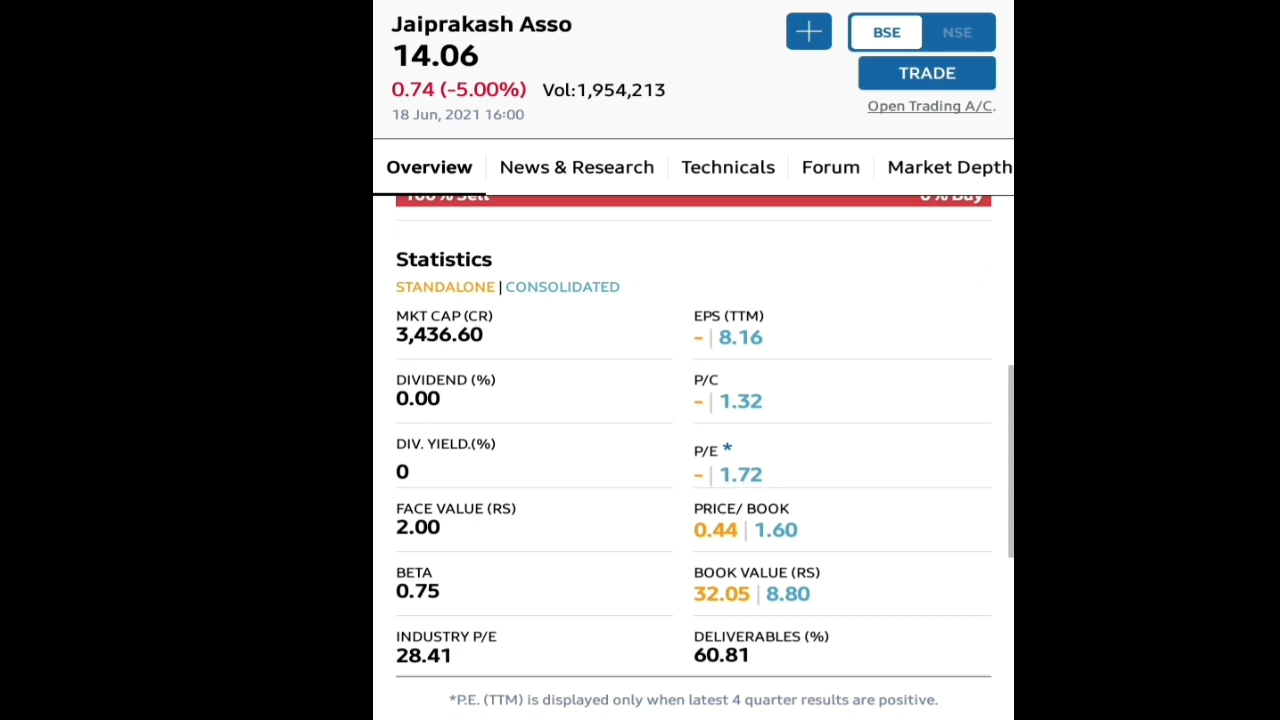 Jaiprakash Asso
14.06
0.74 (-5.00%) Vol:1,954,213
18 Jun, 2021 16:00
BSE NSE
TRADE
Open Trading A/C.
Overview News & Research Technicals Forum Market Depth
100% Sell 0% Buy
Statistics
STANDALONE | CONSOLIDATED
MKT CAP (CR) EPS (TTM)
3,436.60 - | 8.16
DIVIDEND (%) P/C
0.00 - | 1.32
DIV. YIELD.(%) P/E *
0 - | 1.72
FACE VALUE (RS) PRICE/ BOOK
2.00 0.44 | 1.60
BETA BOOK VALUE (RS)
0.75 32.05 | 8.80
INDUSTRY P/E DELIVERABLES (%)
28.41 60.81
*P.E. (TTM) is displayed only when latest 4 quarter results are positive.